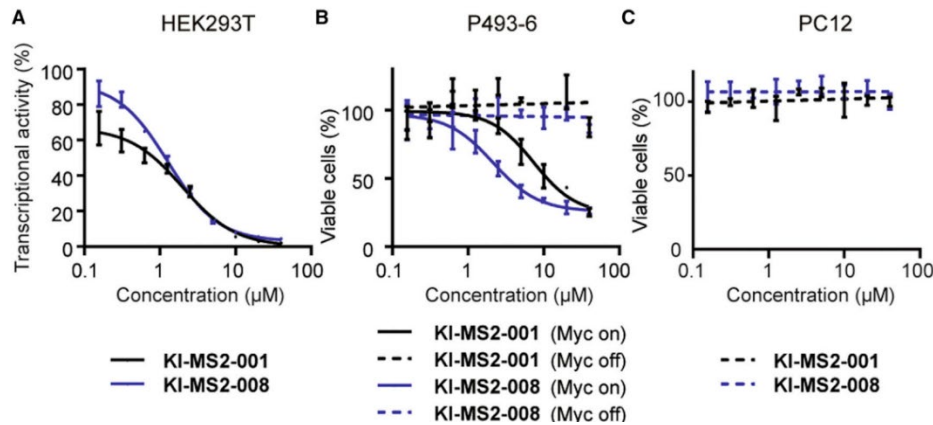 A HEK293T
Transcriptional activity (%)
100
80
60
40
20
0
0.1 1 10 100
Concentration (µM)
KI-MS2-001
KI-MS2-008
B P493-6
Viable cells (%)
100
50
0
0.1 1 10 100
Concentration (µM)
KI-MS2-001 (Myc on)
KI-MS2-001 (Myc off)
KI-MS2-008 (Myc on)
KI-MS2-008 (Myc off)
C PC12
Viable cells (%)
100
50
0
0.1 1 10 100
Concentration (µM)
KI-MS2-001
KI-MS2-008